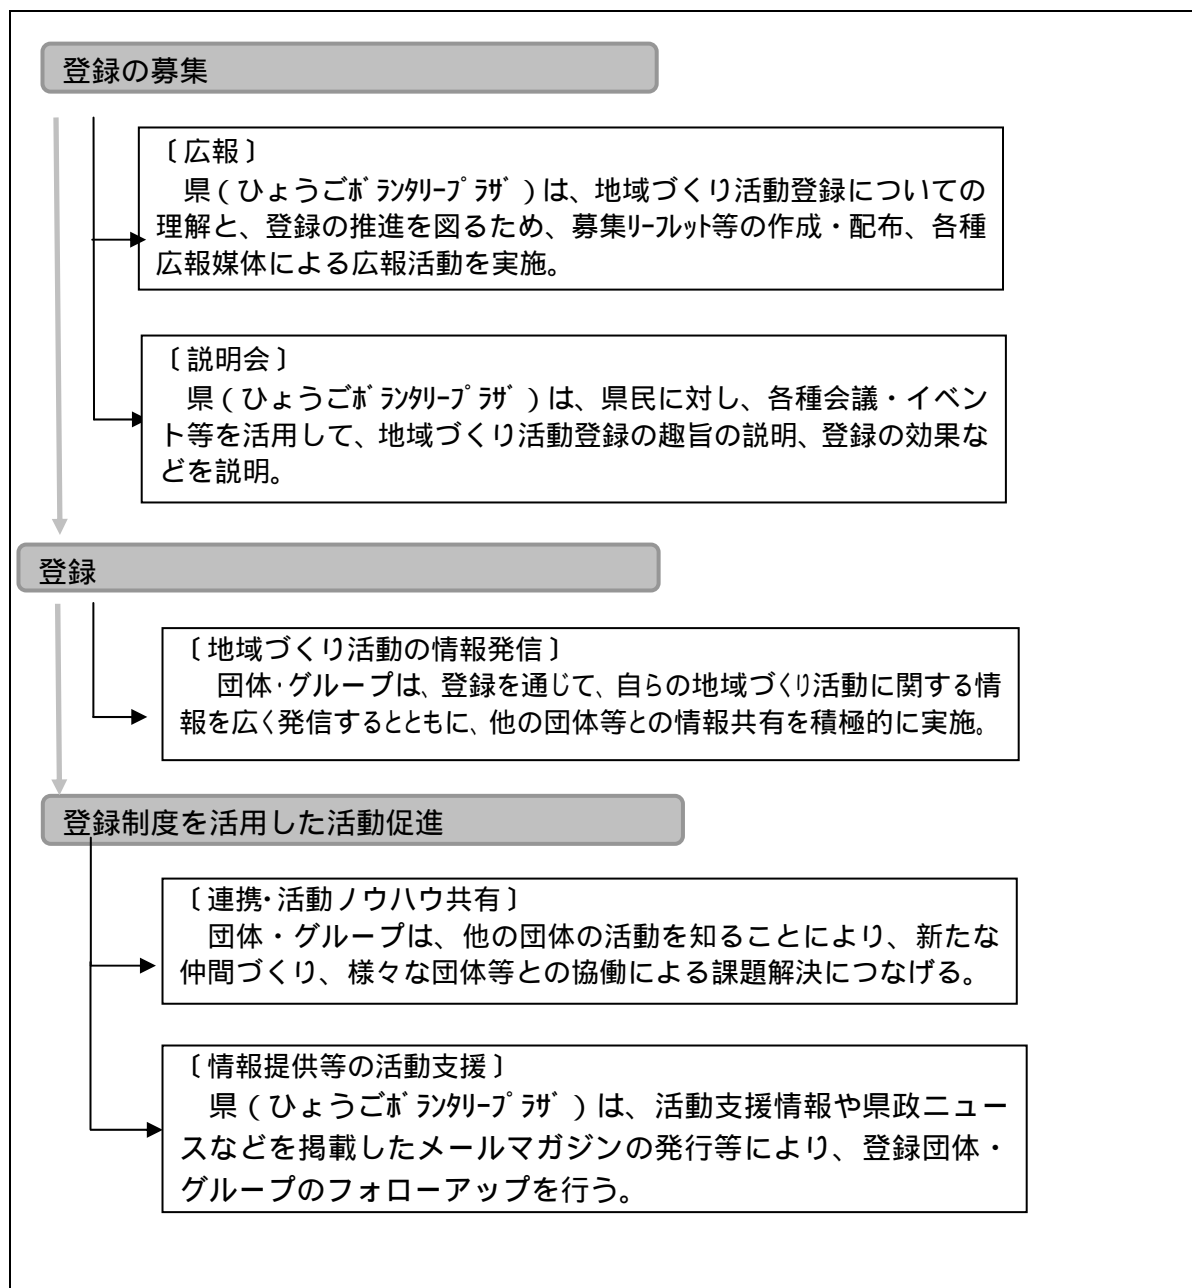 登録の募集
〔広報〕
県(ひょうごﾎﾞﾗﾝﾀﾘｰﾌﾟﾗｻﾞ)は、地域づくり活動登録についての
理解と、登録の推進を図るため、募集ﾘｰﾌﾚｯﾄ等の作成・配布、各種
広報媒体による広報活動を実施。
〔説明会〕
県(ひょうごﾎﾞﾗﾝﾀﾘｰﾌﾟﾗｻﾞ)は、県民に対し、各種会議・イベン
ト等を活用して、地域づくり活動登録の趣旨の説明、登録の効果な
どを説明。
登録
〔地域づくり活動の情報発信〕
団体・グループは、登録を通じて、自らの地域づくり活動に関する情
報を広く発信するとともに、他の団体等との情報共有を積極的に実施。
登録制度を活用した活動促進
〔連携・活動ノウハウ共有〕
団体・グループは、他の団体の活動を知ることにより、新たな
仲間づくり、様々な団体等との協働による課題解決につなげる。
〔情報提供等の活動支援〕
県(ひょうごﾎﾞﾗﾝﾀﾘｰﾌﾟﾗｻﾞ)は、活動支援情報や県政ニュー
スなどを掲載したメールマガジンの発行等により、登録団体・
グループのフォローアップを行う。